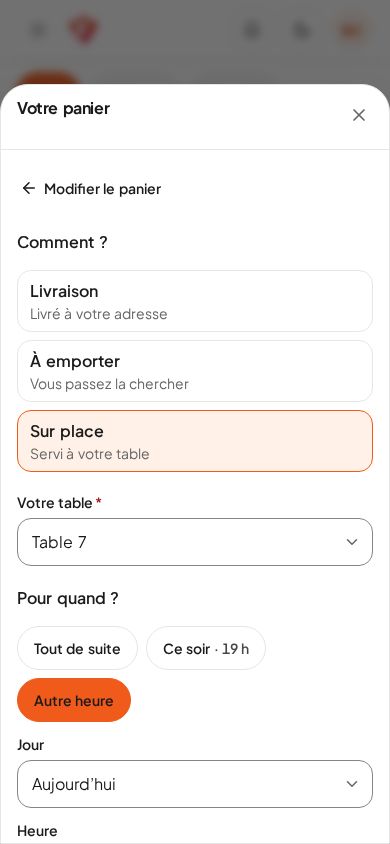 Votre panier
Modifier le panier
Comment ?
Livraison
Livré à votre adresse
À emporter
Vous passez la chercher
Sur place
Servi à votre table
Votre table *
Table 7
Pour quand ?
Tout de suite
Ce soir · 19 h
Autre heure
Jour
Aujourd’hui
Heure